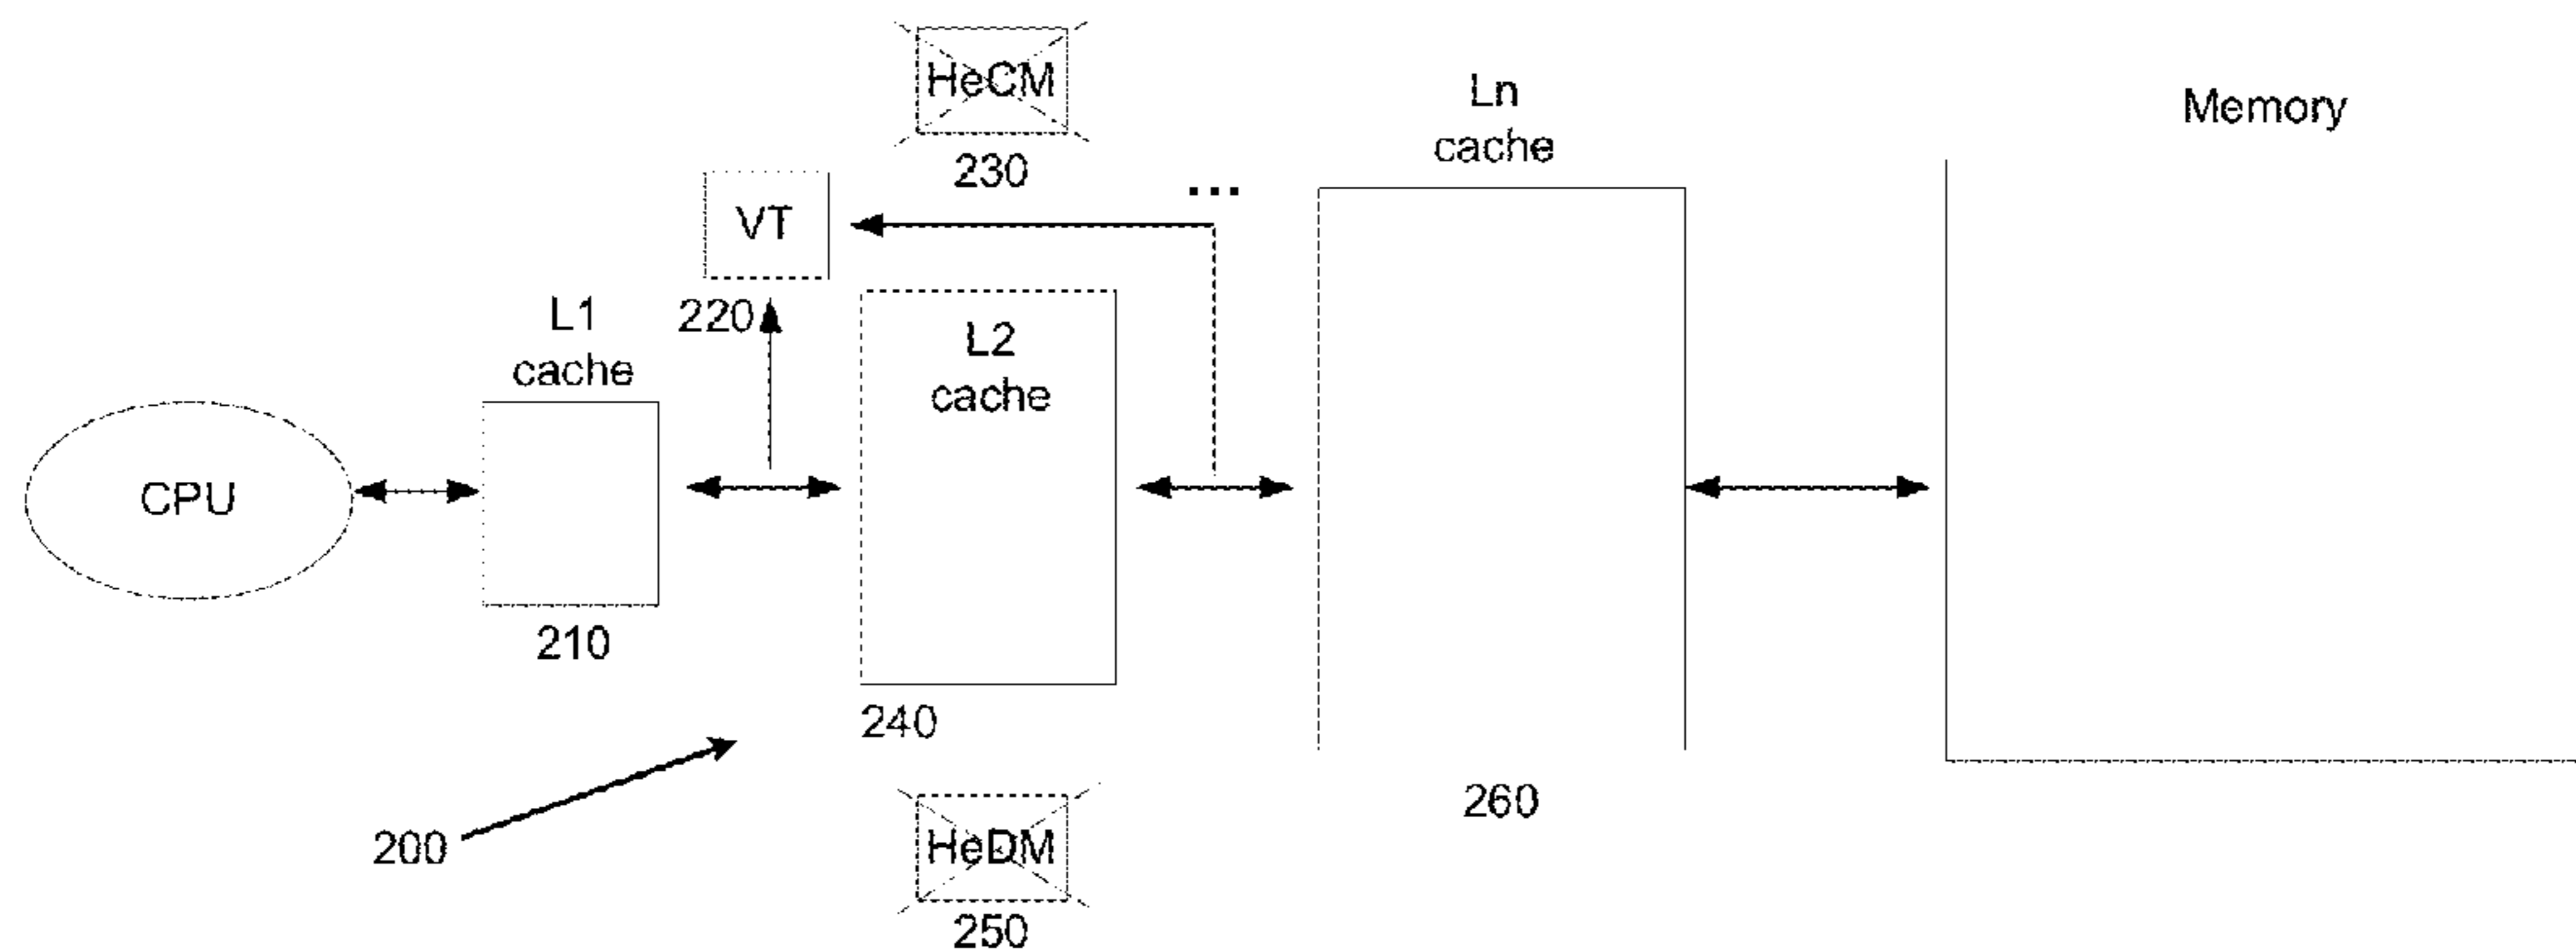 HeCM
230
Ln
cache
Memory
VT
220
...
L1
cache
L2
cache
CPU
210
240
200
260
HeDM
250